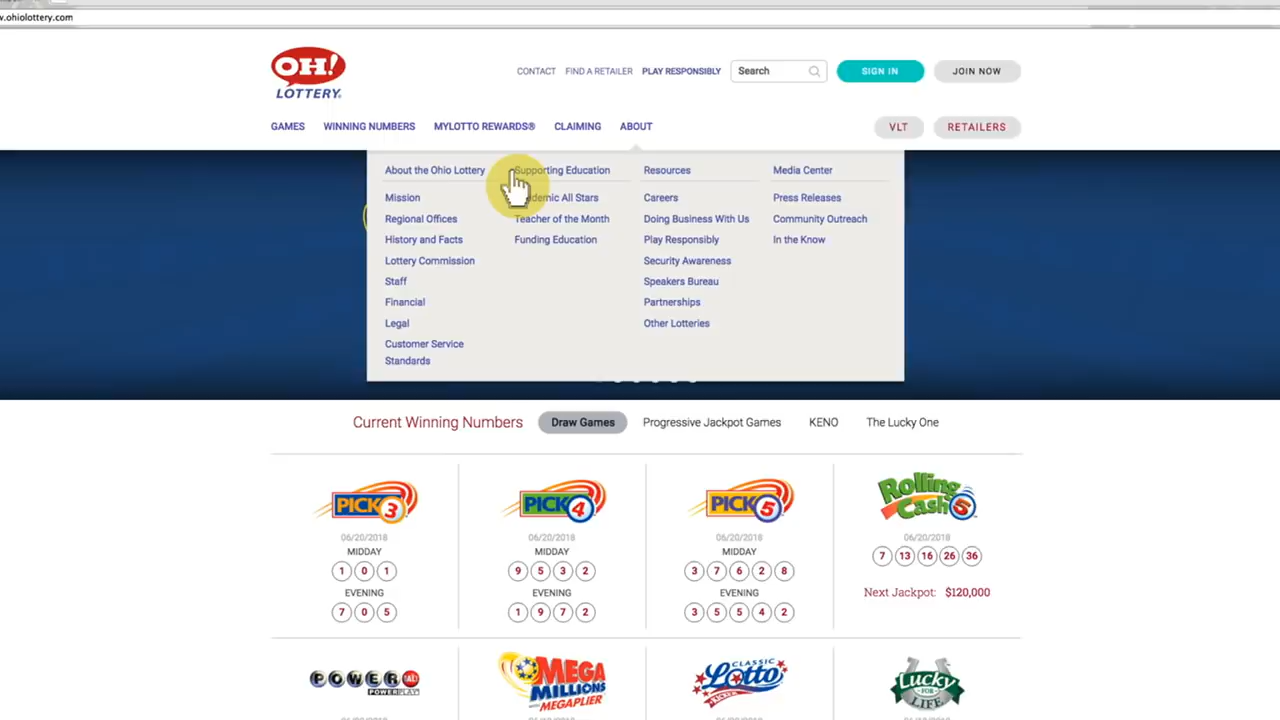 w.ohiolottery.com
OH!
LOTTERY.
CONTACT FIND A RETAILER PLAY RESPONSIBLY Search SIGN IN JOIN NOW
GAMES WINNING NUMBERS MYLOTTO REWARDS® CLAIMING ABOUT VLT RETAILERS
About the Ohio Lottery
Mission
Regional Offices
History and Facts
Lottery Commission
Staff
Financial
Legal
Customer Service
Standards
Supporting Education
All Stars
Teacher of the Month
Funding Education
Resources
Careers
Doing Business With Us
Play Responsibly
Security Awareness
Speakers Bureau
Partnerships
Other Lotteries
Media Center
Press Releases
Community Outreach
In the Know
Current Winning Numbers Draw Games Progressive Jackpot Games KENO The Lucky One
PICK 3
06/20/2018
MIDDAY
1 0 1
EVENING
7 0 5
PICK 4
06/20/2018
MIDDAY
9 5 3 2
EVENING
1 9 7 2
PICK 5
06/20/2018
MIDDAY
3 7 6 2 8
EVENING
3 5 5 4 2
Rolling
Cash 5
06/20/2018
7 13 16 26 36
Next Jackpot: $120,000
POWERBALL
POWERPLAY
MEGA
MILLIONS
MEGAPLIER
CLASSIC
Lotto
KICKER
Lucky
FOR
LIFE